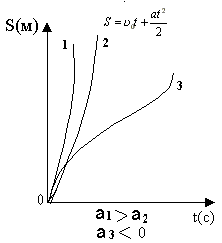 S = υ₀t + at²/2
S(м)
1 2
3
0
t(с)
a₁ > a₂
a₃ < 0